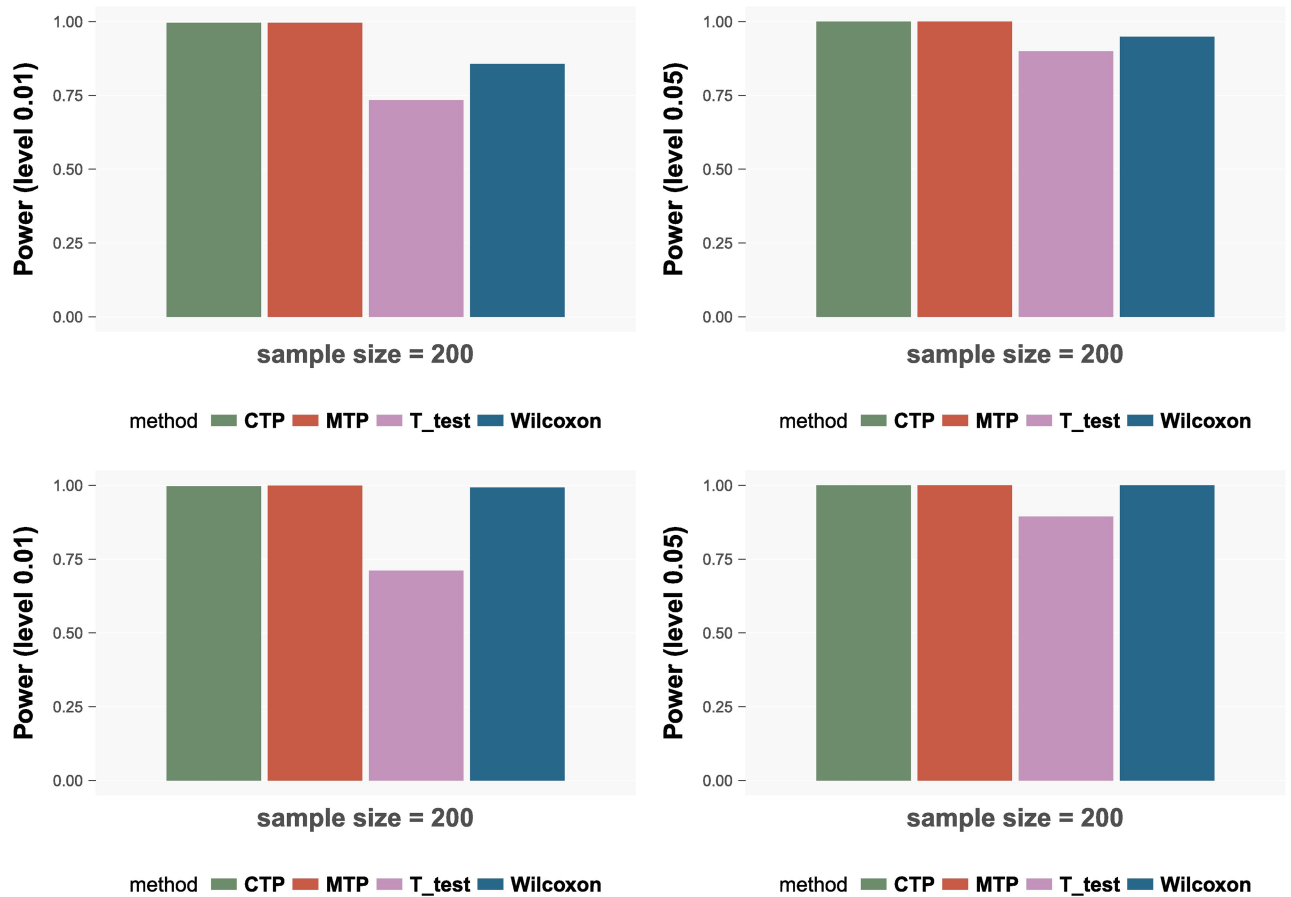 Power (level 0.01)
1.00
0.75
0.50
0.25
0.00
sample size = 200
method CTP MTP T_test Wilcoxon
Power (level 0.05)
1.00
0.75
0.50
0.25
0.00
sample size = 200
method CTP MTP T_test Wilcoxon
Power (level 0.01)
1.00
0.75
0.50
0.25
0.00
sample size = 200
method CTP MTP T_test Wilcoxon
Power (level 0.05)
1.00
0.75
0.50
0.25
0.00
sample size = 200
method CTP MTP T_test Wilcoxon